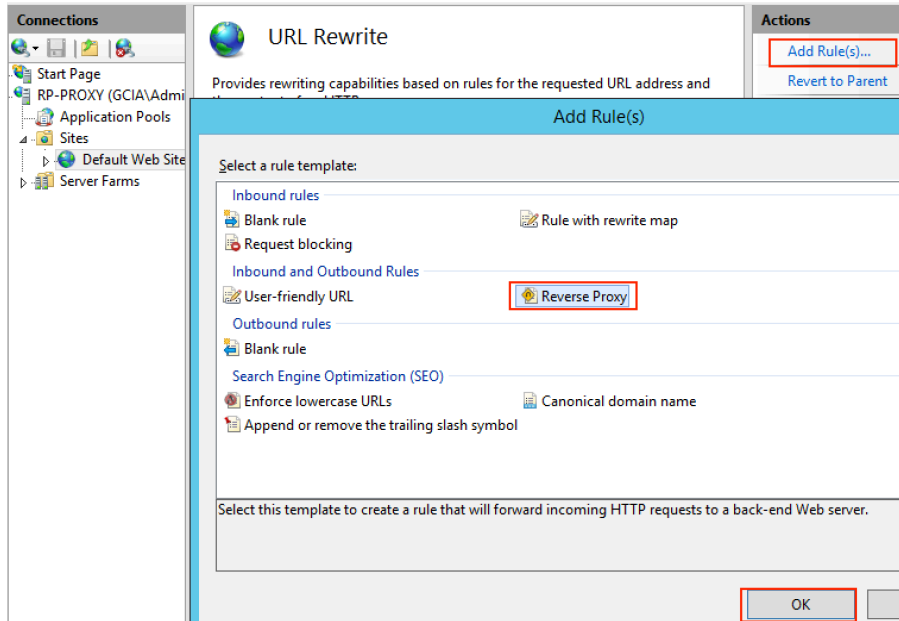 Connections
Start Page
RP-PROXY (GCIA\Admi
Application Pools
Sites
Default Web Site
Server Farms
URL Rewrite
Provides rewriting capabilities based on rules for the requested URL address and
Actions
Add Rule(s)...
Revert to Parent
Add Rule(s)
Select a rule template:
Inbound rules
Blank rule
Rule with rewrite map
Request blocking
Inbound and Outbound Rules
User-friendly URL
Reverse Proxy
Outbound rules
Blank rule
Search Engine Optimization (SEO)
Enforce lowercase URLs
Canonical domain name
Append or remove the trailing slash symbol
Select this template to create a rule that will forward incoming HTTP requests to a back-end Web server.
OK